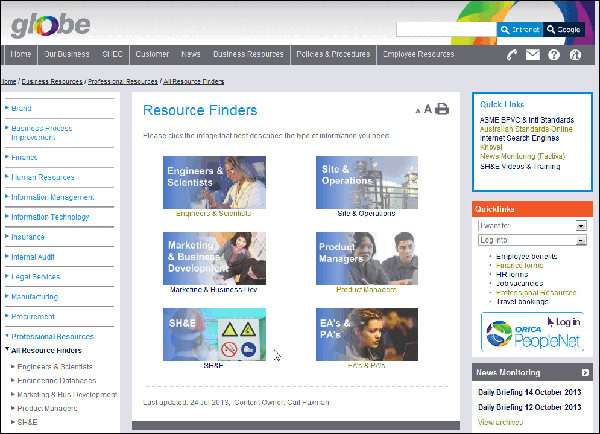 globe
Intranet
Google
Home
Our Business
SHEC
Customer
News
Business Resources
Policies & Procedures
Employee Resources
Home / Business Resources / Professional Resources / All Resource Finders
Brand
Business Process
Improvement
Finance
Human Resources
Information Management
Information Technology
Insurance
Internal Audit
Legal Services
Manufacturing
Procurement
Professional Resources
All Resource Finders
Engineers & Scientists
Engineering Databases
Marketing & Bus Development
Product Managers
SH&E
Resource Finders
A A
Please click the image that best describes the type of information you need!
Engineers &
Scientists
Engineers & Scientists
Site &
Operations
Site & Operations
Marketing
& Business
Development
Marketing & Business Dev
Product
Managers
Product Managers
SH&E
SH&E
EA's &
PA's
EA's & PA's
Last updated: 24 Jul 2013, Content Owner: Gail Paxman
Quick Links
ASME BPVC & Intl Standards
Australian Standards Online
Internet Search Engines
Knovel
News Monitoring (Factiva)
SH&E Videos & Training
Quicklinks
I want to:
Log into:
Employee benefits
Finance forms
HR forms
Job vacancies
Professional Resources
Travel bookings
Log in
ORICA
PeopleNet
News Monitoring
Daily Briefing 14 October 2013
Daily Briefing 12 October 2013
View archives